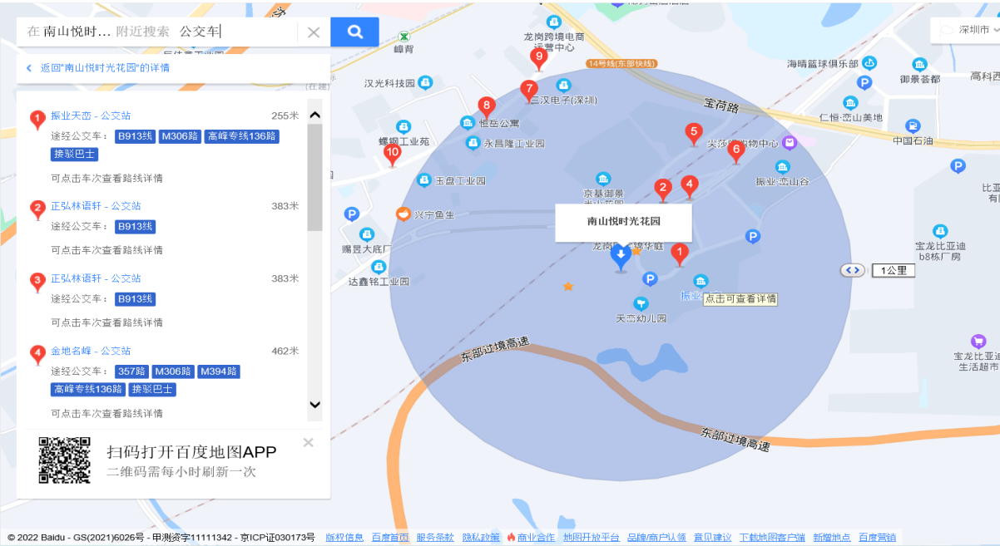 在 南山悦时... 附近搜索 公交车
返回"南山悦时光花园"的详情
1
振业天峦 - 公交站
255米
途经公交车： B913线 M306路 高峰专线136路
接驳巴士
可点击车次查看路线详情
2
正弘林语轩 - 公交站
383米
途经公交车： B913线
可点击车次查看路线详情
3
正弘林语轩 - 公交站
383米
途经公交车： B913线
可点击车次查看路线详情
4
金地名峰 - 公交站
462米
途经公交车： 357路 M306路 M394路
高峰专线136路 接驳巴士
可点击车次查看路线详情
扫码打开百度地图APP
二维码需每小时刷新一次
(在建)
嶂背
龙岗跨境电商
运营中心
9
14号线(东部快线)
深圳市
海晴篮球俱乐部
御景荟都
高科西
P
汉光科技园
7
三汉电子(深圳)
宝荷路
仁恒·峦山美地
8
恒岳公寓
5
中国石油
螺钢工业苑
永昌隆工业园
6
10
P
玉盘工业园
京基御景
2
4
振业·峦山谷
比亚
P
兴宁鱼生
南山悦时光花园
赐昱大底厂
P
宝龙比亚迪
b8栋厂房
1
达鑫铭工业园
P
1公里
点击可查看详情
天峦幼儿园
东部过境高速
宝龙比亚迪
生活超市
东部过境高速
© 2022 Baidu - GS(2021)6026号 - 甲测资字11111342 - 京ICP证030173号 版权信息 百度首页 服务条款 隐私政策 商业合作 地图开放平台 品牌/商户认领 意见建议 下载地图客户端 新增地点 百度营销